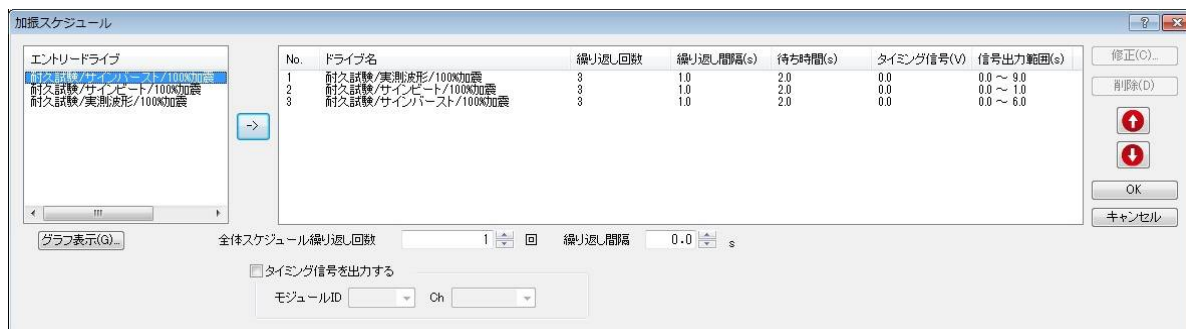 加振スケジュール
エントリードライブ
耐久試験/サインバースト/100%加震
耐久試験/サインビート/100%加震
耐久試験/実測波形/100%加震
->
No. ドライブ名 繰り返し回数 繰り返し間隔(s) 待ち時間(s) タイミング信号(V) 信号出力範囲(s)
1 耐久試験/実測波形/100%加震 3 1.0 2.0 0.0 0.0 ～ 9.0
2 耐久試験/サインビート/100%加震 3 1.0 2.0 0.0 0.0 ～ 1.0
3 耐久試験/サインバースト/100%加震 3 1.0 2.0 0.0 0.0 ～ 6.0
修正(C)...
削除(D)
OK
キャンセル
グラフ表示(G)... 全体スケジュール繰り返し回数 1 回 繰り返し間隔 0.0 s
タイミング信号を出力する
モジュールID Ch